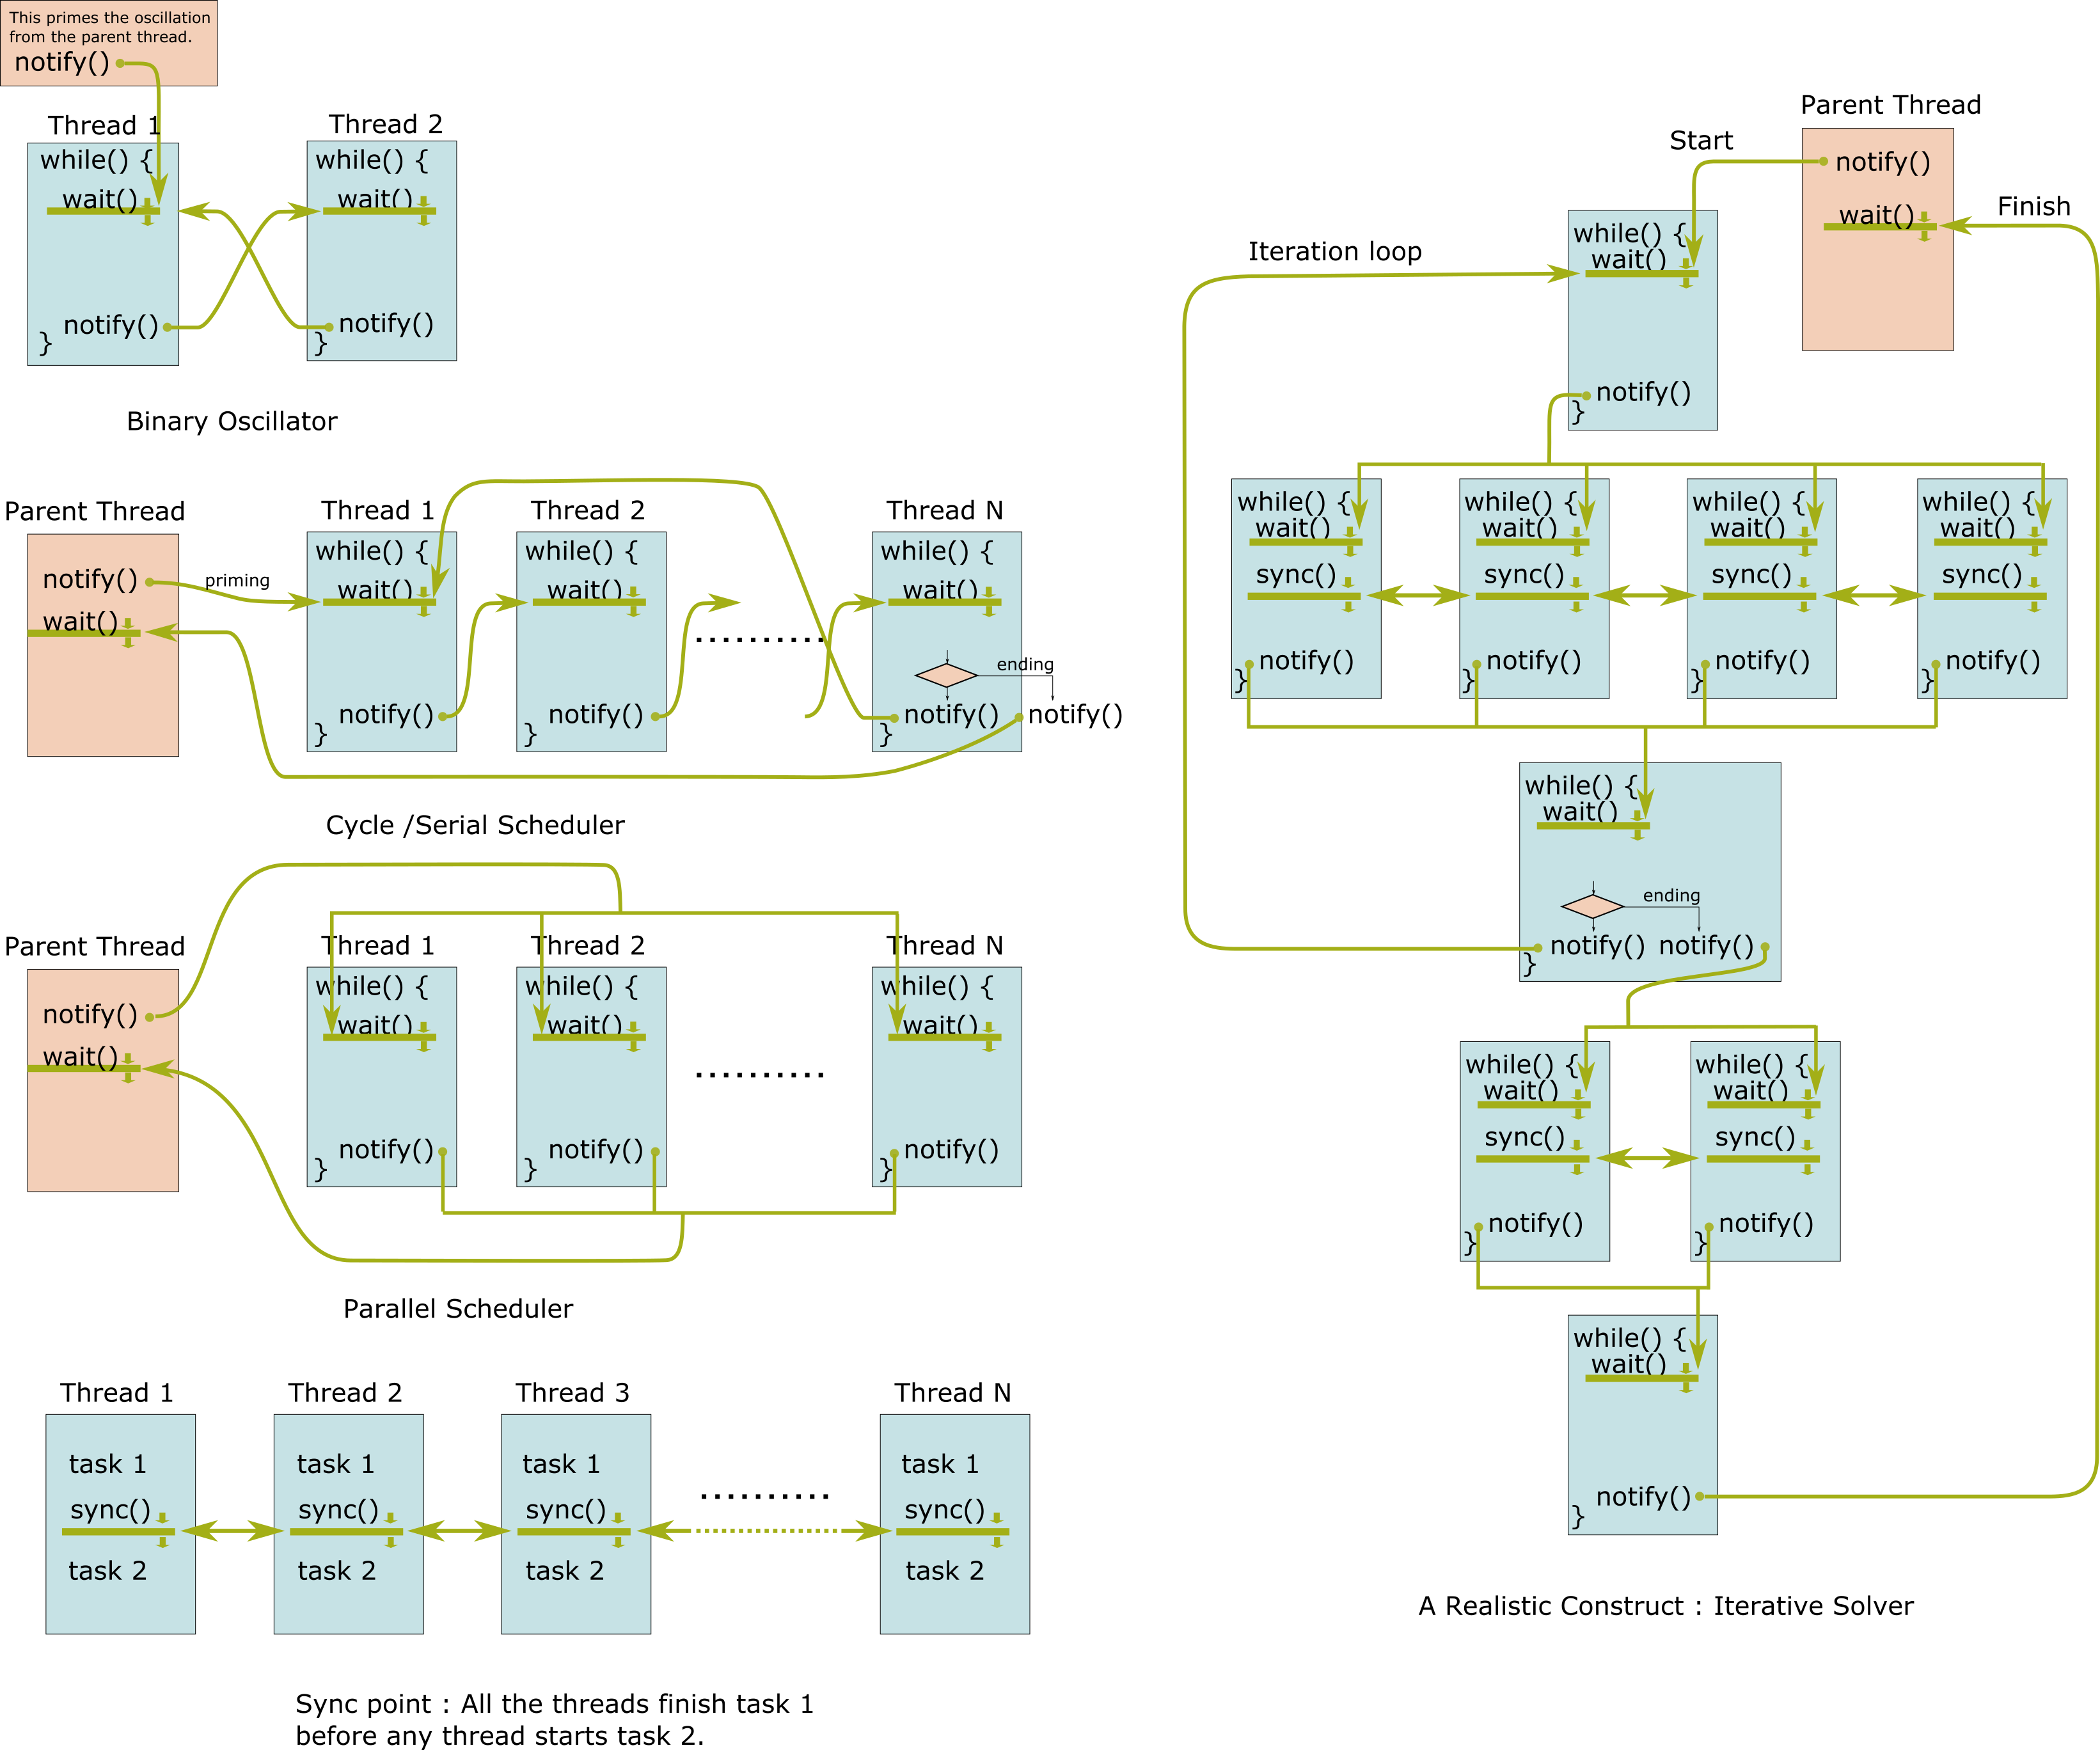 This primes the oscillation
from the parent thread.
notify()
Thread 1
Thread 2
while() {
wait()
notify()
}
while() {
wait()
notify()
}
Binary Oscillator
Parent Thread
notify()
wait()
priming
Thread 1
while() {
wait()
notify()
}
Thread 2
while() {
wait()
notify()
}
..........
Thread N
while() {
wait()
ending
notify()
notify()
}
Cycle /Serial Scheduler
Parent Thread
notify()
wait()
Thread 1
while() {
wait()
notify()
}
Thread 2
while() {
wait()
notify()
}
..........
Thread N
while() {
wait()
notify()
}
Parallel Scheduler
Thread 1
task 1
sync()
task 2
Thread 2
task 1
sync()
task 2
Thread 3
task 1
sync()
task 2
..........
Thread N
task 1
sync()
task 2
Sync point : All the threads finish task 1
before any thread starts task 2.
Parent Thread
notify()
wait()
Start
Finish
Iteration loop
while() {
wait()
notify()
}
while() {
wait()
sync()
notify()
}
while() {
wait()
sync()
notify()
}
while() {
wait()
sync()
notify()
}
while() {
wait()
sync()
notify()
}
while() {
wait()
ending
notify()
notify()
}
while() {
wait()
sync()
notify()
}
while() {
wait()
sync()
notify()
}
while() {
wait()
notify()
}
A Realistic Construct : Iterative Solver